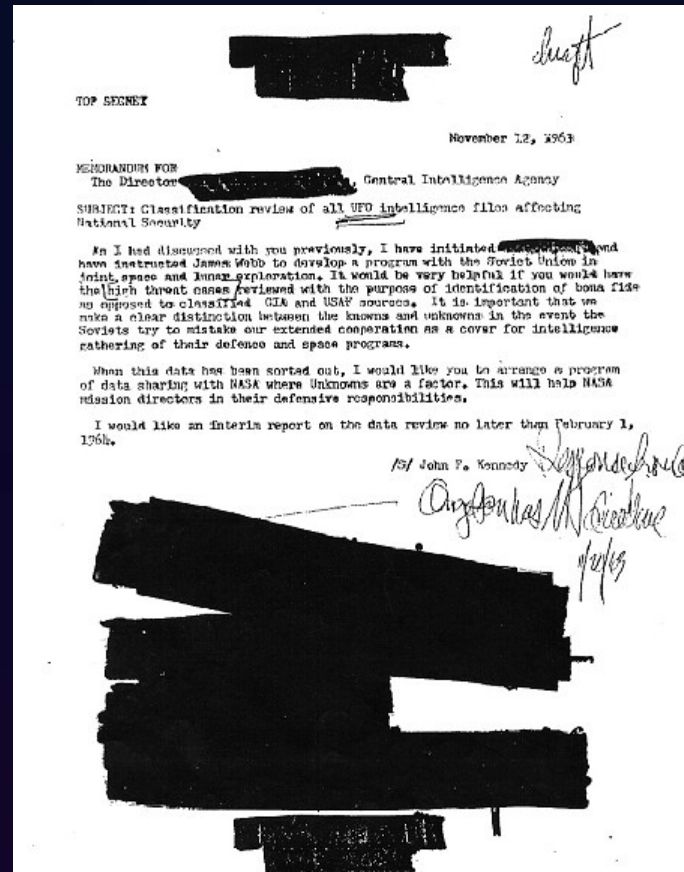 draft
TOP SECRET
November 12, 1963
MEMORANDUM FOR
The Director , Central Intelligence Agency
SUBJECT: Classification review of all UFO intelligence files affecting
National Security
As I had discussed with you previously, I have initiated and
have instructed James Webb to develop a program with the Soviet Union in
joint space and lunar exploration. It would be very helpful if you would have
the high threat cases reviewed with the purpose of identification of bona fide
as opposed to classified CIA and USAF sources. It is important that we
make a clear distinction between the knowns and unknowns in the event the
Soviets try to mistake our extended cooperation as a cover for intelligence
gathering of their defence and space programs.
When this data has been sorted out, I would like you to arrange a program
of data sharing with NASA where Unknowns are a factor. This will help NASA
mission directors in their defensive responsibilities.
I would like an interim report on the data review no later than February 1,
1964.
/S/ John F. Kennedy